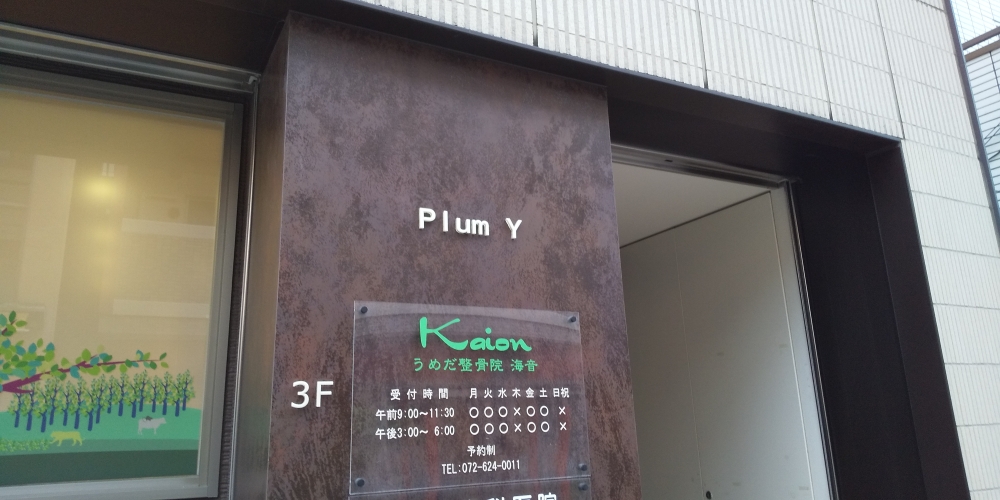 Plum Y
Kaion
うめだ整骨院 海音
3F
受付時間 月火水木金土日祝
午前9:00〜11:30 ○○○×○○ ×
午後3:00〜 6:00 ○○○×○○ ×
予約制
TEL:072-624-0011